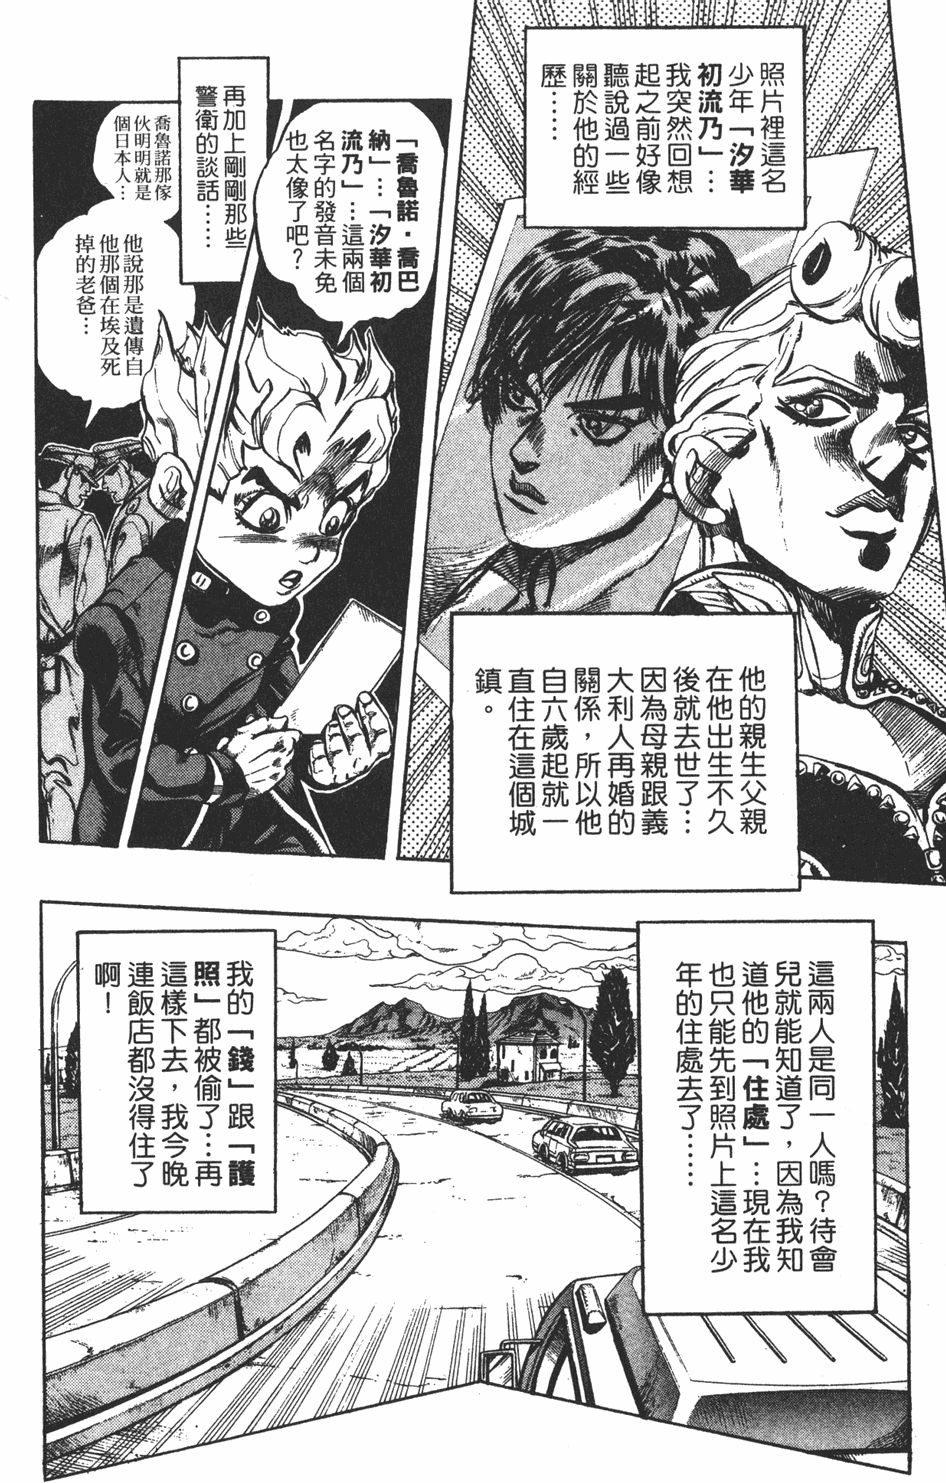 照片裡這名
少年「汐華
初流乃」…
我突然回想
起之前好像
聽說過一些
關於他的經
歷……
他的親生父親
在他出生不久
後就去世了…
因為母親跟義
大利人再婚的
關係，所以他
自六歲起就一
直住在這個城
鎮。
「喬魯諾·喬巴
納」…「汐華初
流乃」…這兩個
名字的發音未免
也太像了吧？
再加上剛剛那些
警衛的談話……
喬魯諾那傢
伙明明就是
個日本人…
他說那是遺傳自
他那個在埃及死
掉的老爸…
這兩人是同一人嗎？待會
兒就能知道了，因為我知
道他的「住處」…現在我
也只能先到照片上這名少
年的住處去了……
我的「錢」跟「護
照」都被偷了…再
這樣下去，我今晚
連飯店都沒得住了
啊！